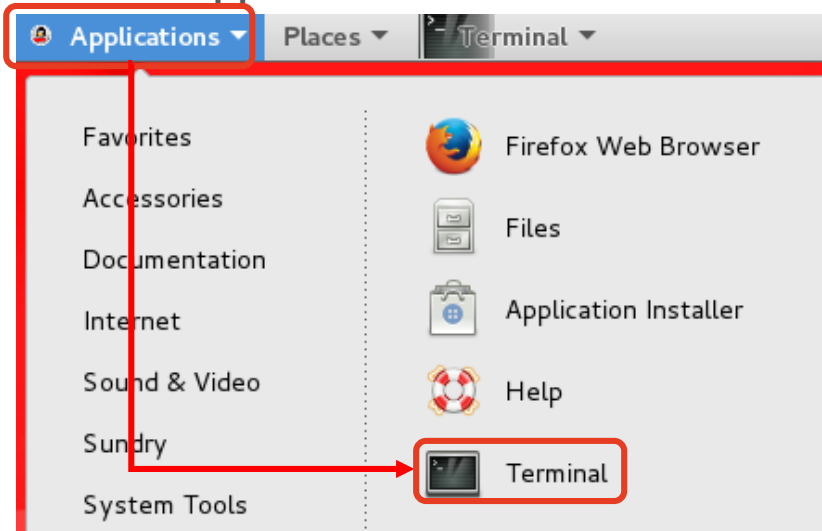 Applications Places Terminal
Favorites
Accessories
Documentation
Internet
Sound & Video
Sundry
System Tools
Firefox Web Browser
Files
Application Installer
Help
Terminal